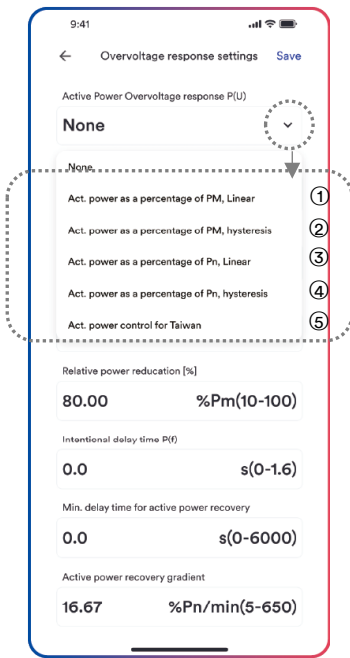 9:41
Overvoltage response settings Save
Active Power Overvoltage response P(U)
None
None
Act. power as a percentage of PM, Linear ①
Act. power as a percentage of PM, hysteresis ②
Act. power as a percentage of Pn, Linear ③
Act. power as a percentage of Pn, hysteresis ④
Act. power control for Taiwan ⑤
Relative power reducation [%]
80.00 %Pm(10-100)
Intentional delay time P(f)
0.0 s(0-1.6)
Min. delay time for active power recovery
0.0 s(0-6000)
Active power recovery gradient
16.67 %Pn/min(5-650)